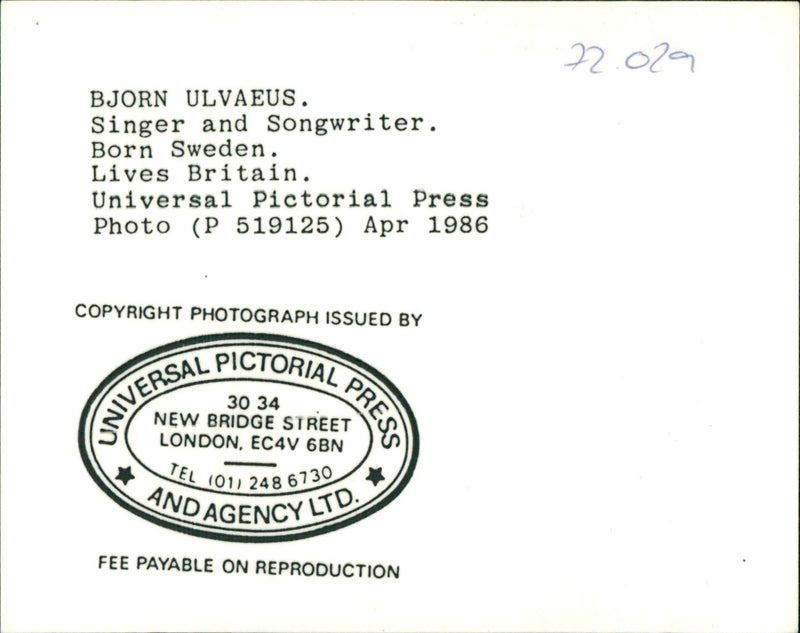 72.029
BJORN ULVAEUS.
Singer and Songwriter.
Born Sweden.
Lives Britain.
Universal Pictorial Press
Photo (P 519125) Apr 1986
COPYRIGHT PHOTOGRAPH ISSUED BY
UNIVERSAL PICTORIAL PRESS
30 34
NEW BRIDGE STREET
LONDON, EC4V 6BN
TEL (01) 248 6730
AND AGENCY LTD.
FEE PAYABLE ON REPRODUCTION